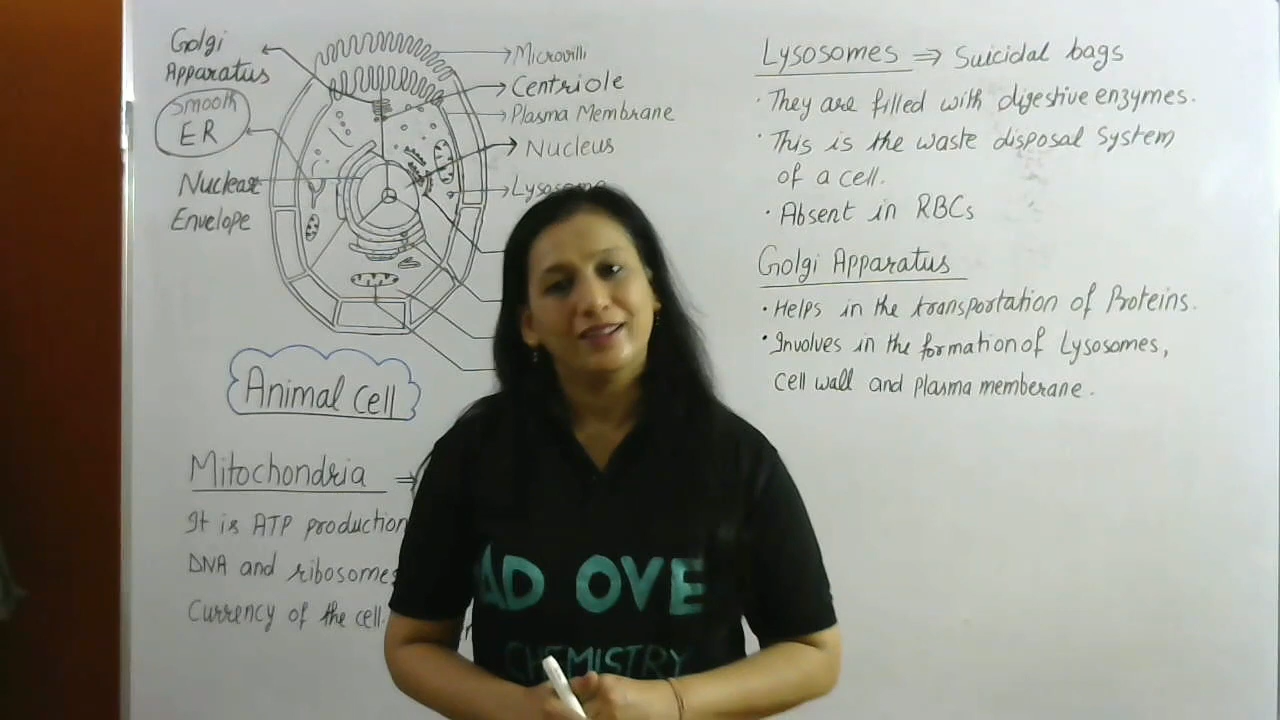 Golgi
Apparatus
Smooth
ER
Nuclear
Envelope
Microvilli
Centriole
Plasma Membrane
Nucleus
Lysosome
Animal cell
Mitochondria ⇒
It is ATP production
DNA and ribosomes
Currency of the cell.
Lysosomes ⇒ Suicidal bags
· They are filled with digestive enzymes.
· This is the waste disposal system
of a cell.
· Absent in RBCs
Golgi Apparatus
· Helps in the transportation of Proteins.
· Involves in the formation of Lysosomes,
cell wall and plasma memberane.
AD OVE
CHEMISTRY